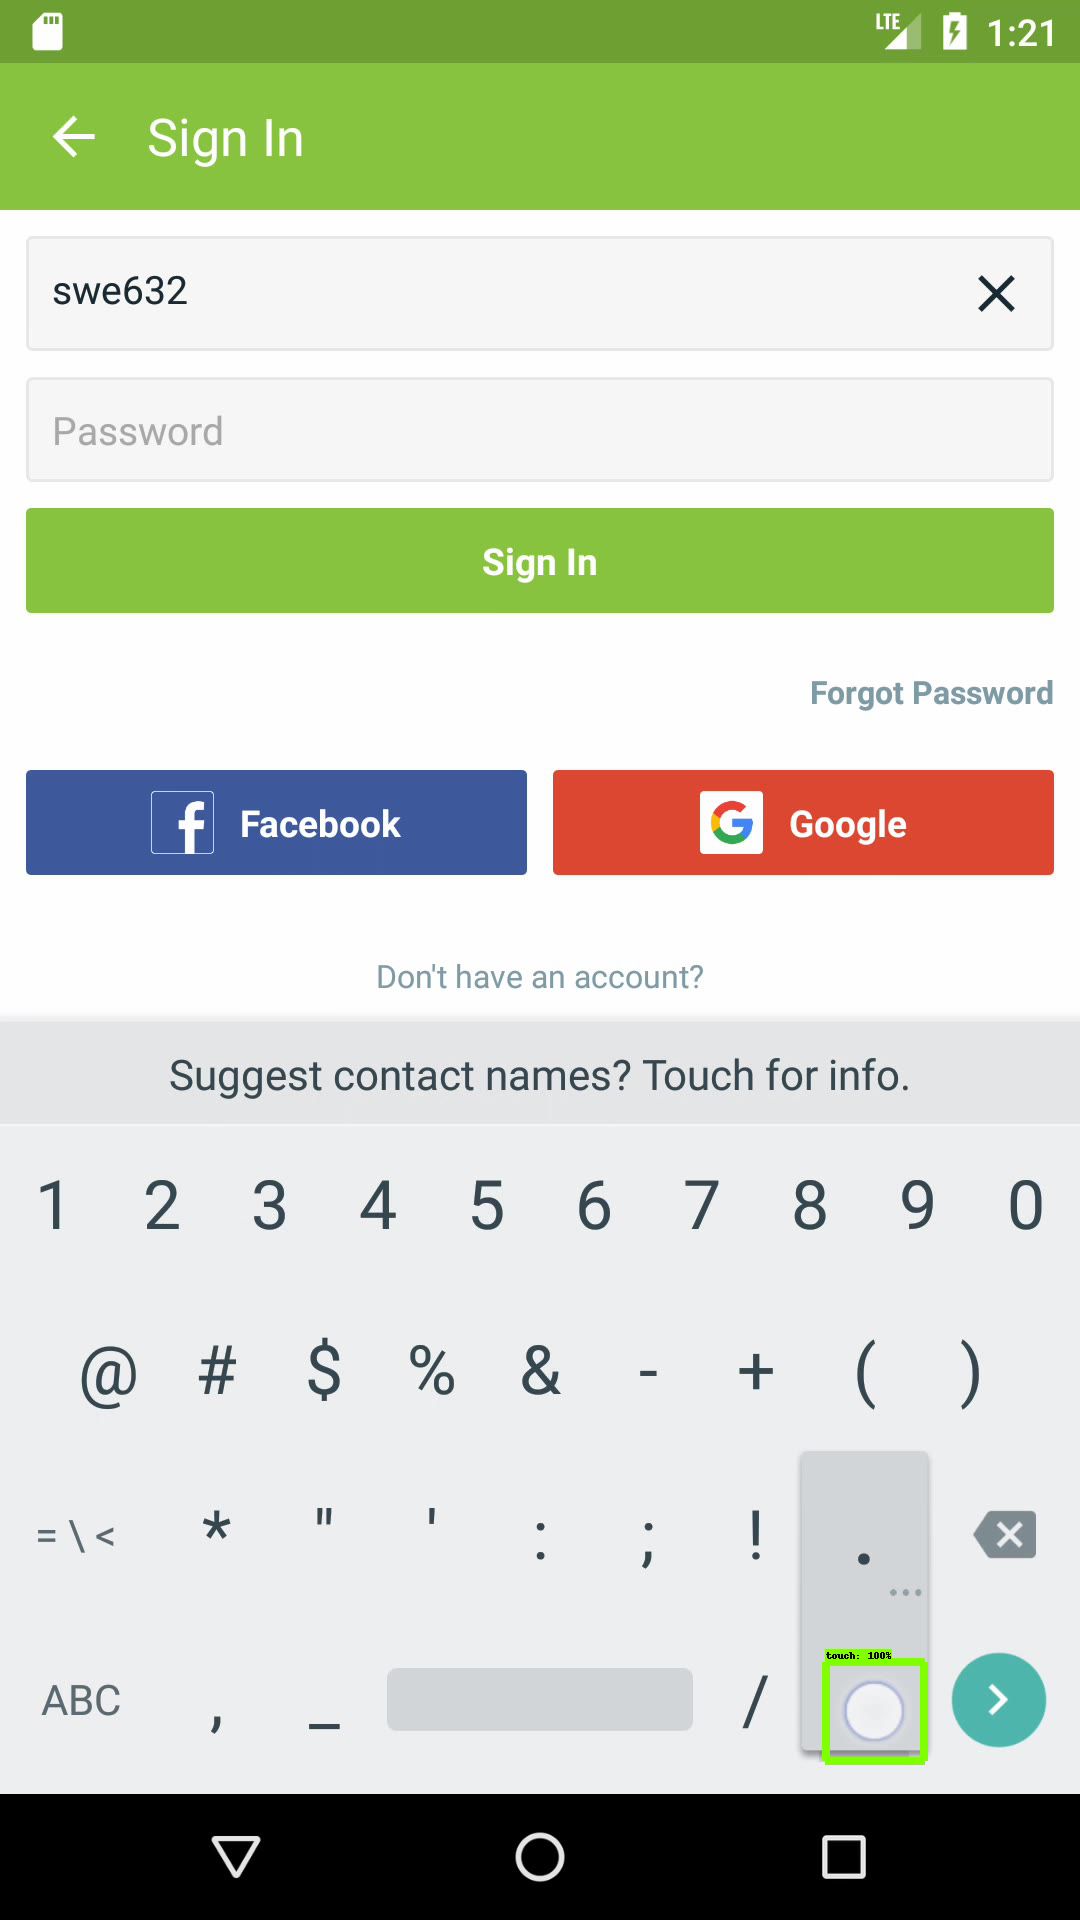 LTE 1:21
Sign In
swe632
Password
Sign In
Forgot Password
Facebook
G Google
Don't have an account?
Suggest contact names? Touch for info.
1 2 3 4 5 6 7 8 9 0
@ # $ % & - + ( )
= \ < * " ' : ; ! . ...
touch: 100%
ABC , _ /